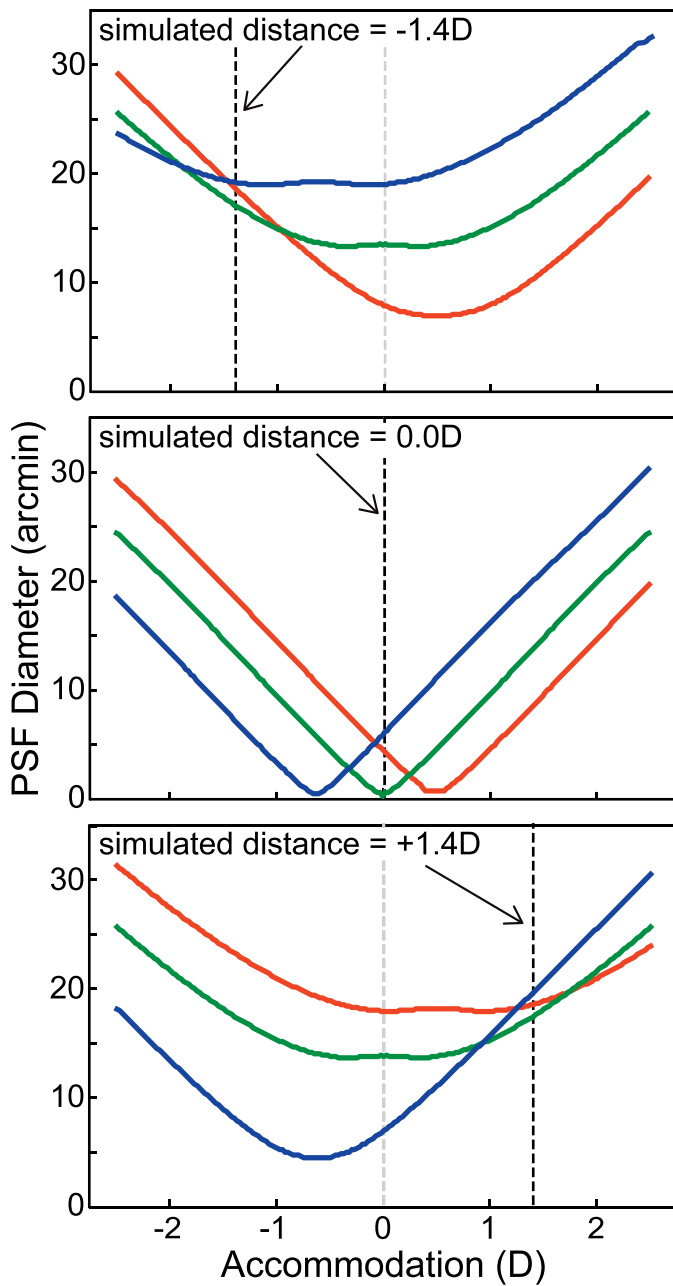 simulated distance = -1.4D
30
20
10
0
simulated distance = 0.0D
30
20
10
0
PSF Diameter (arcmin)
simulated distance = +1.4D
30
20
10
0
-2 -1 0 1 2
Accommodation (D)